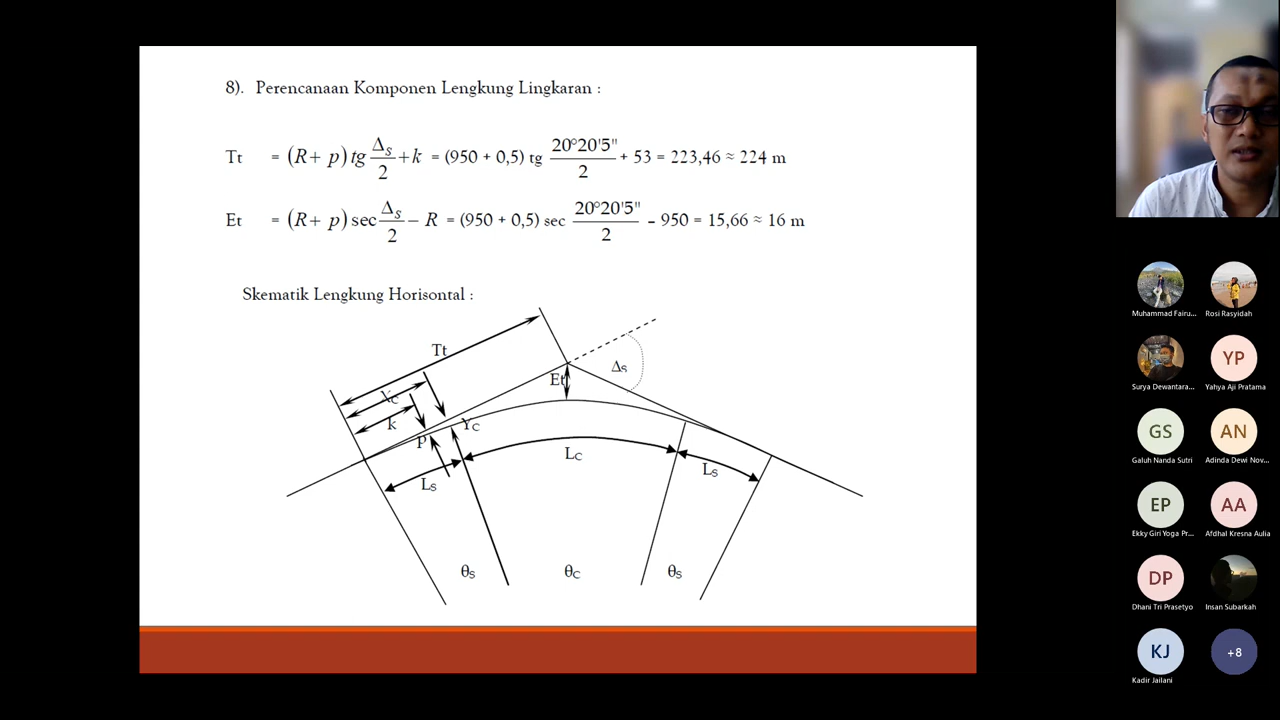 8). Perencanaan Komponen Lengkung Lingkaran :
Tt = (R + p) tg Δs/2 + k = (950 + 0,5) tg 20°20'5"/2 + 53 = 223,46 ≈ 224 m
Et = (R + p) sec Δs/2 – R = (950 + 0,5) sec 20°20'5"/2 – 950 = 15,66 ≈ 16 m
Skematik Lengkung Horisontal :
Tt
Xc
k
P
Yc
Et
Δs
Ls
Lc
Ls
θs
θc
θs
Muhammad Fairu...
Rosi Rasyidah
Surya Dewantara...
YP
Yahya Aji Pratama
GS
Galuh Nanda Sutri
AN
Adinda Dewi Nov...
EP
Ekky Giri Yoga Pr...
AA
Afdhal Kresna Aulia
DP
Dhani Tri Prasetyo
Insan Subarkah
KJ
Kadir Jailani
+8